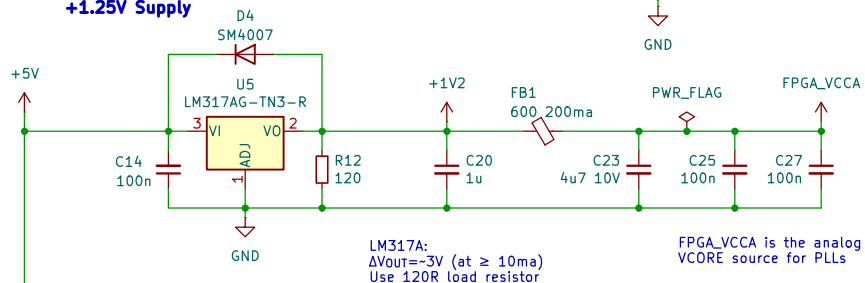 +1.25V Supply
D4
SM4007
GND
+5V
U5
LM317AG-TN3-R
+1V2
FB1
600 200ma
PWR_FLAG
FPGA_VCCA
3 VI
VO 2
ADJ
1
C14
100n
R12
120
C20
1u
C23
4u7 10V
C25
100n
C27
100n
GND
LM317A:
ΔVOUT=~3V (at ≥ 10ma)
Use 120R load resistor
FPGA_VCCA is the analog
VCORE source for PLLs